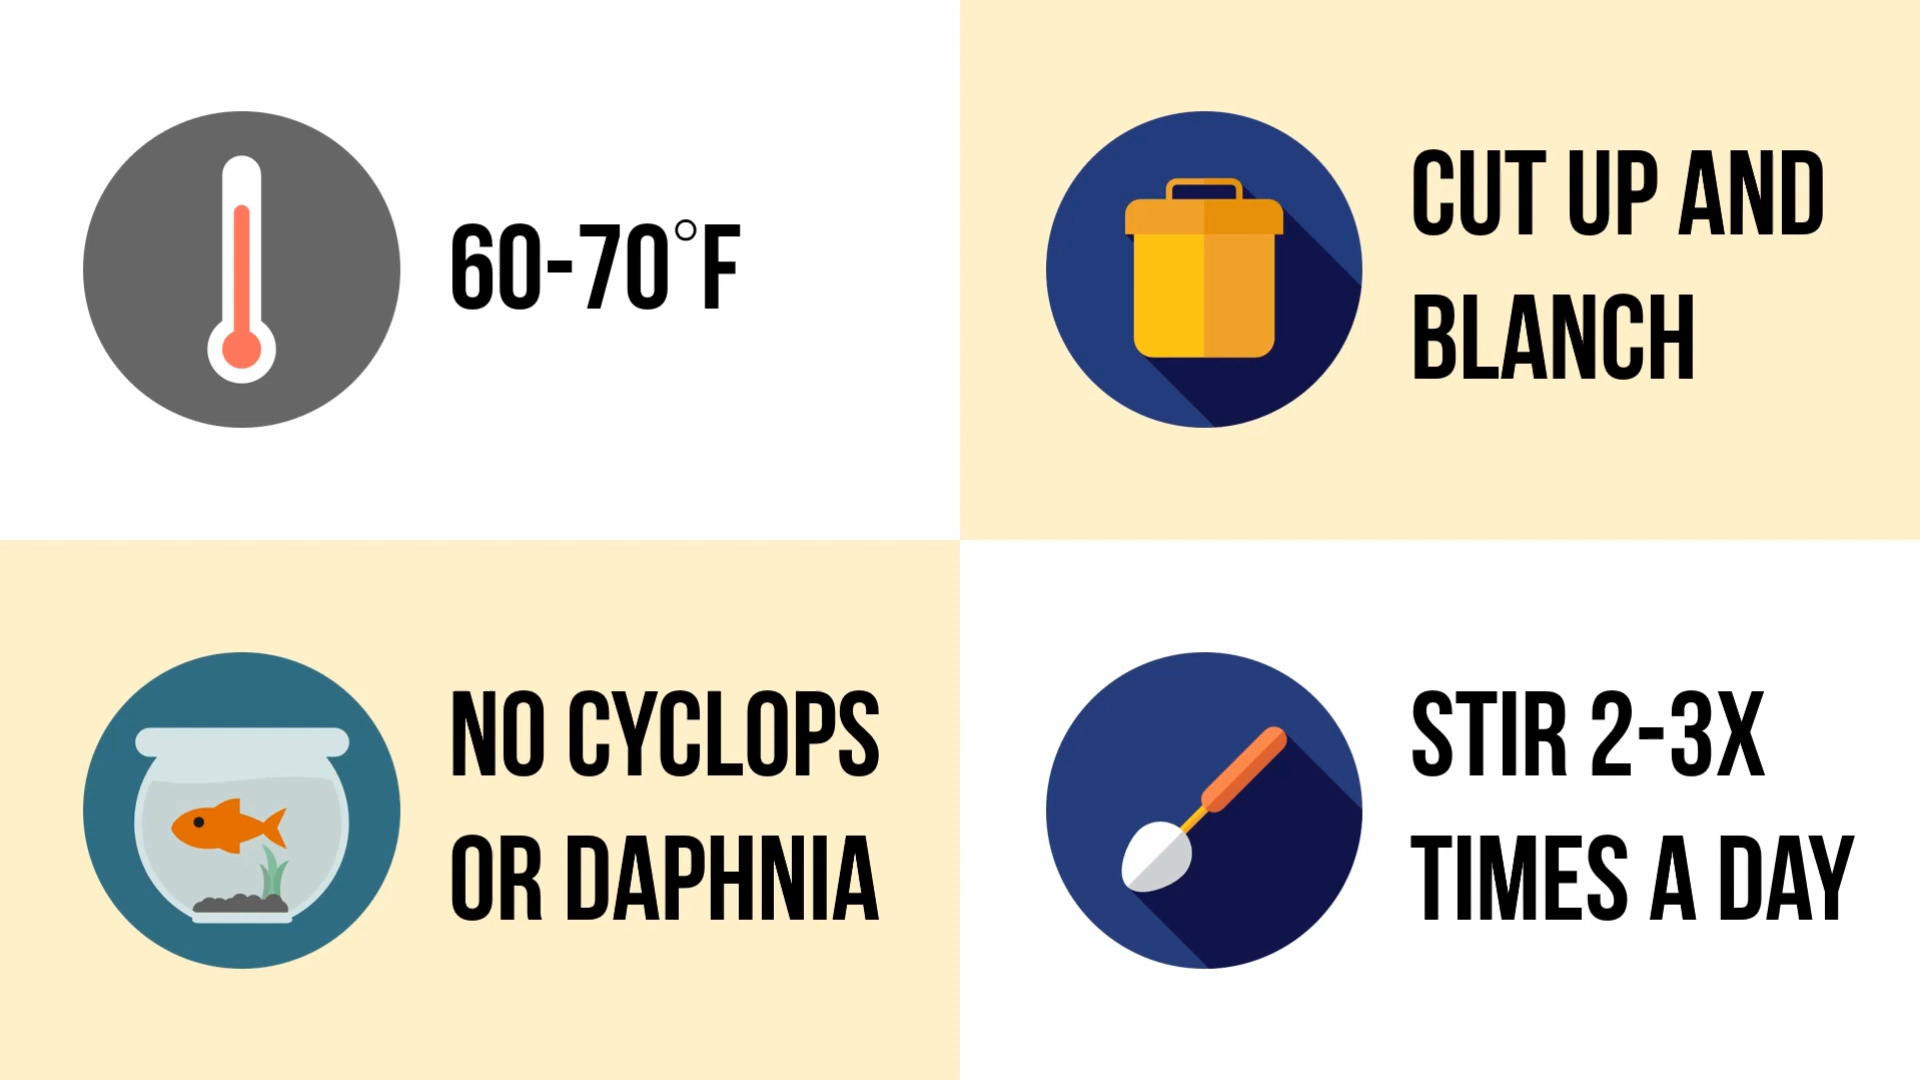 60-70°F
CUT UP AND
BLANCH
NO CYCLOPS
OR DAPHNIA
STIR 2-3X
TIMES A DAY